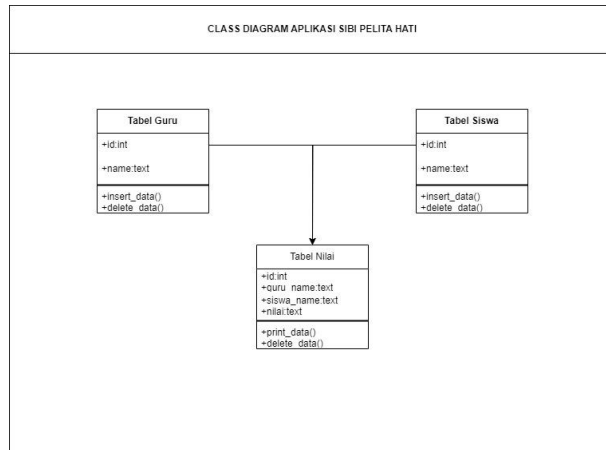 CLASS DIAGRAM APLIKASI SIBI PELITA HATI
Tabel Guru
+id:int
+name:text
+insert_data()
+delete_data()
Tabel Siswa
+id:int
+name:text
+insert_data()
+delete_data()
Tabel Nilai
+id:int
+guru_name:text
+siswa_name:text
+nilai:text
+print_data()
+delete_data()